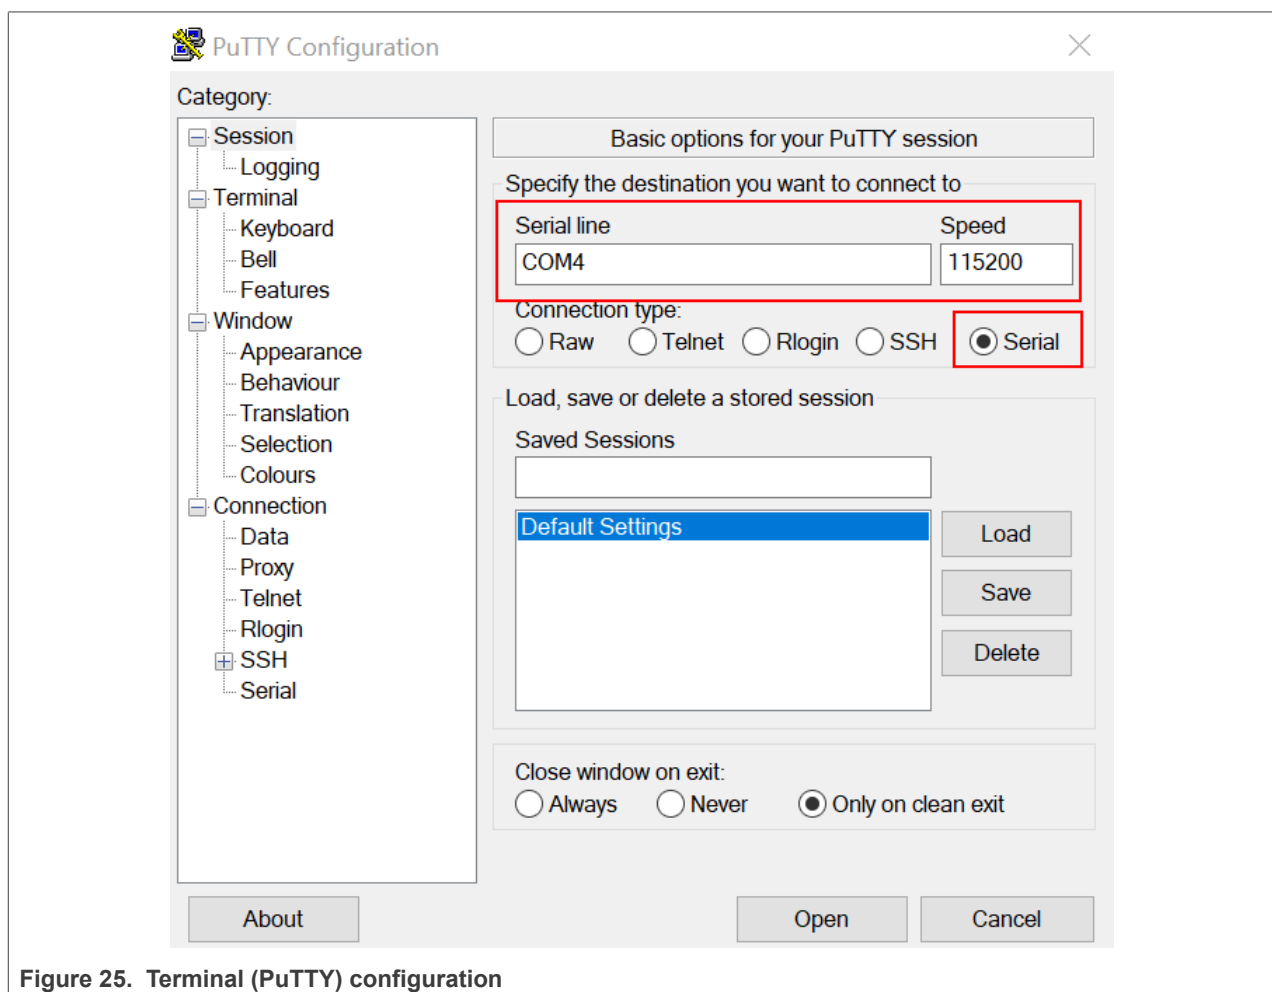 PuTTY Configuration
Category:
Session
Logging
Terminal
Keyboard
Bell
Features
Window
Appearance
Behaviour
Translation
Selection
Colours
Connection
Data
Proxy
Telnet
Rlogin
SSH
Serial
Basic options for your PuTTY session
Specify the destination you want to connect to
Serial line Speed
COM4 115200
Connection type:
Raw Telnet Rlogin SSH Serial
Load, save or delete a stored session
Saved Sessions
Default Settings
Load
Save
Delete
Close window on exit:
Always Never Only on clean exit
About Open Cancel
Figure 25. Terminal (PuTTY) configuration